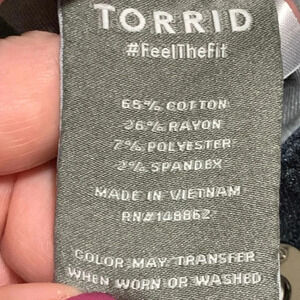 TORRID
#FeelTheFit
65% COTTON
26% RAYON
7% POLYESTER
2% SPANDEX
MADE IN VIETNAM
RN#148862
COLOR MAY TRANSFER
WHEN WORN OR WASHED